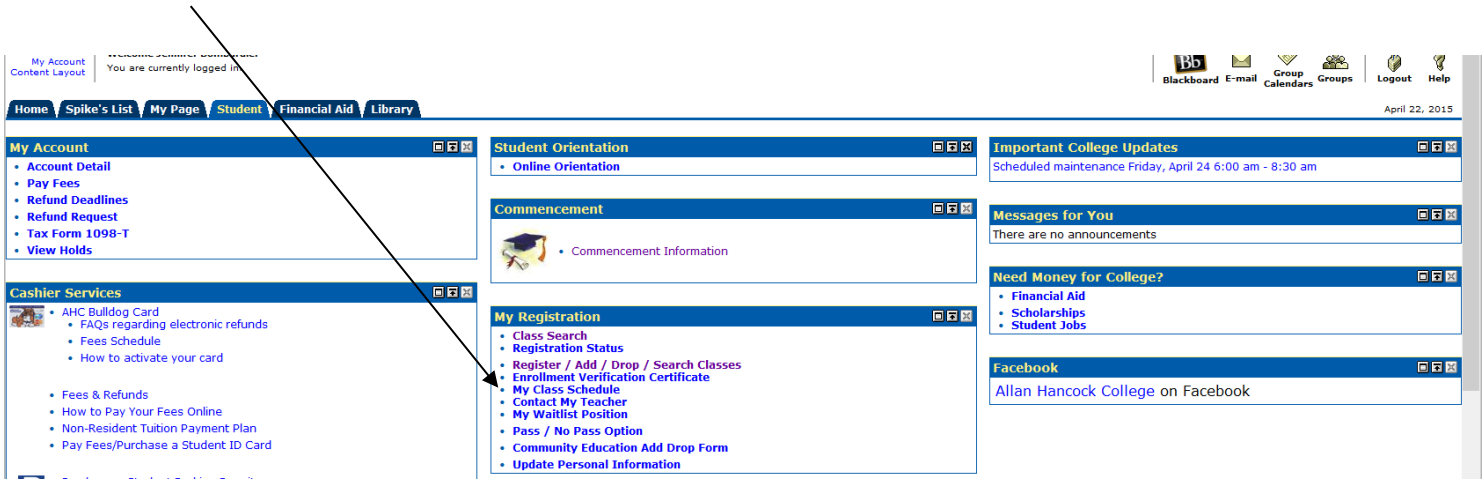 My Account
Content Layout
You are currently logged in.
Blackboard E-mail Group Calendars Groups Logout Help
Home Spike's List My Page Student Financial Aid Library
April 22, 2015
My Account
• Account Detail
• Pay Fees
• Refund Deadlines
• Refund Request
• Tax Form 1098-T
• View Holds
Cashier Services
• AHC Bulldog Card
• FAQs regarding electronic refunds
• Fees Schedule
• How to activate your card
• Fees & Refunds
• How to Pay Your Fees Online
• Non-Resident Tuition Payment Plan
• Pay Fees/Purchase a Student ID Card
Student Orientation
• Online Orientation
Commencement
• Commencement Information
My Registration
• Class Search
• Registration Status
• Register / Add / Drop / Search Classes
• Enrollment Verification Certificate
• My Class Schedule
• Contact My Teacher
• My Waitlist Position
• Pass / No Pass Option
• Community Education Add Drop Form
• Update Personal Information
Important College Updates
Scheduled maintenance Friday, April 24 6:00 am - 8:30 am
Messages for You
There are no announcements
Need Money for College?
• Financial Aid
• Scholarships
• Student Jobs
Facebook
Allan Hancock College on Facebook